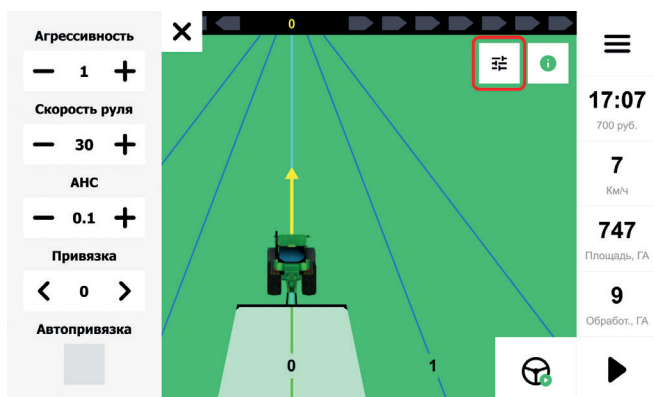 Агрессивность
1
Скорость руля
30
АНС
0.1
Привязка
0
Автопривязка
0
i
0
1
17:07
700 руб.
7
Км/ч
747
Площадь, ГА
9
Обработ., ГА